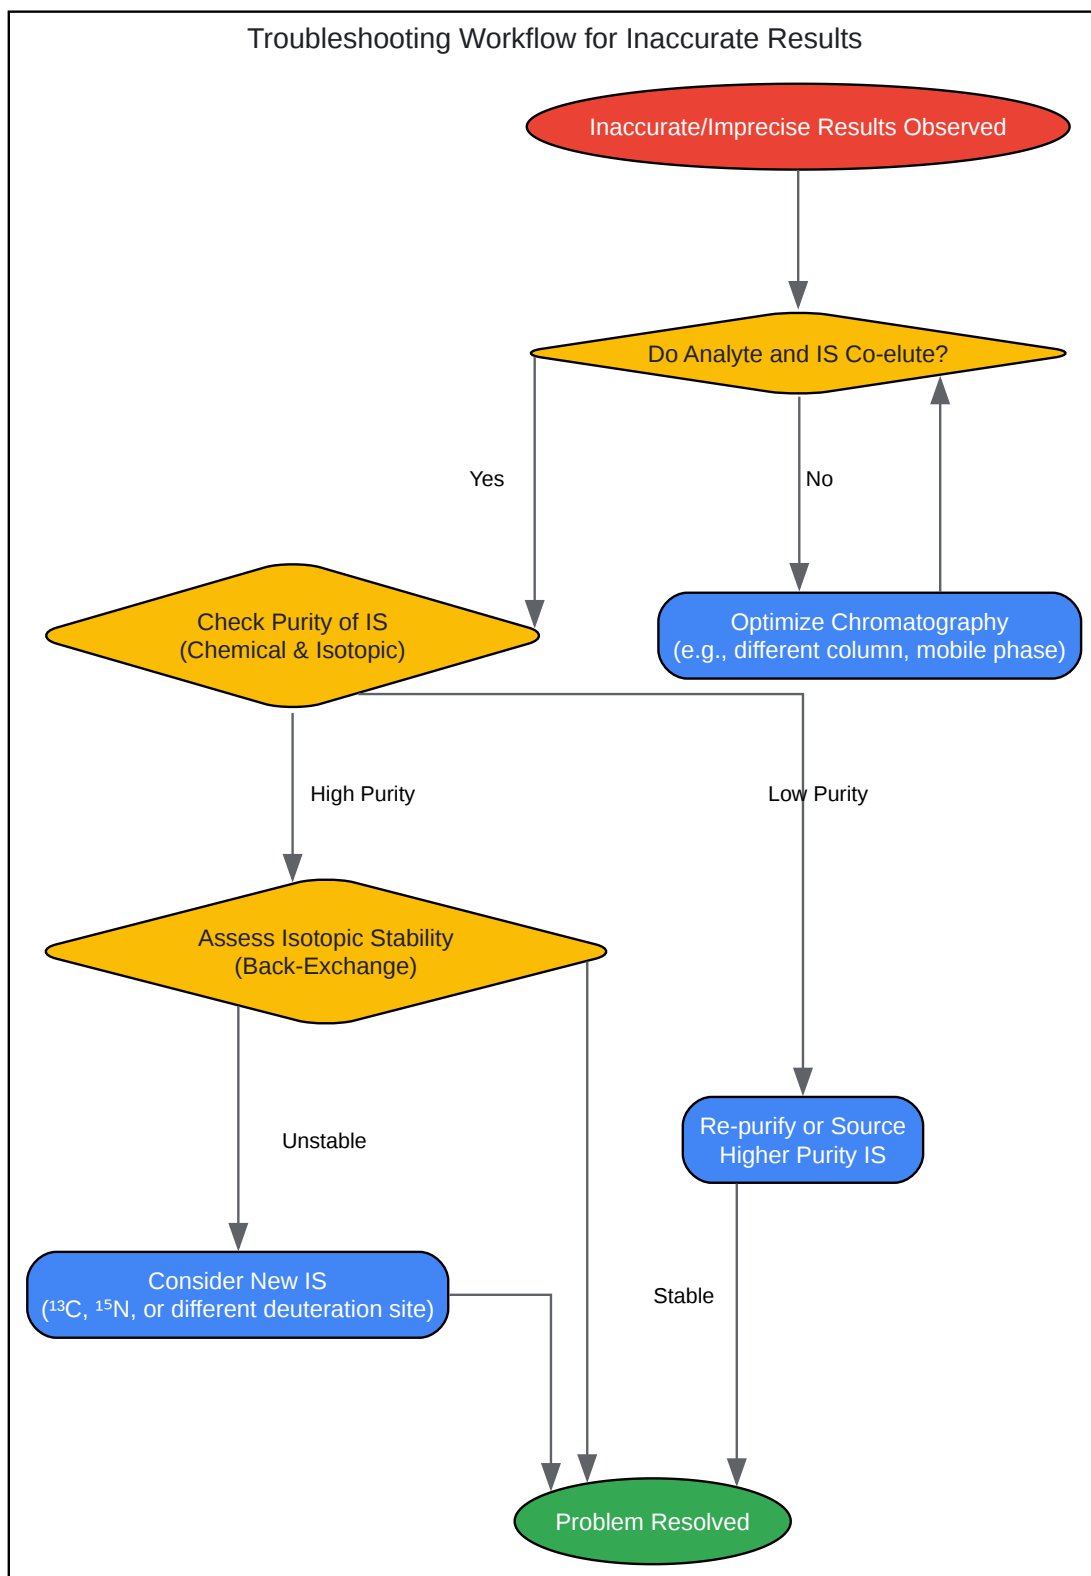 Troubleshooting Workflow for Inaccurate Results
Inaccurate/Imprecise Results Observed
Do Analyte and IS Co-elute?
Yes
No
Check Purity of IS
(Chemical & Isotopic)
Optimize Chromatography
(e.g., different column, mobile phase)
High Purity
Low Purity
Assess Isotopic Stability
(Back-Exchange)
Unstable
Re-purify or Source
Higher Purity IS
Consider New IS
(¹³C, ¹⁵N, or different deuteration site)
Stable
Problem Resolved